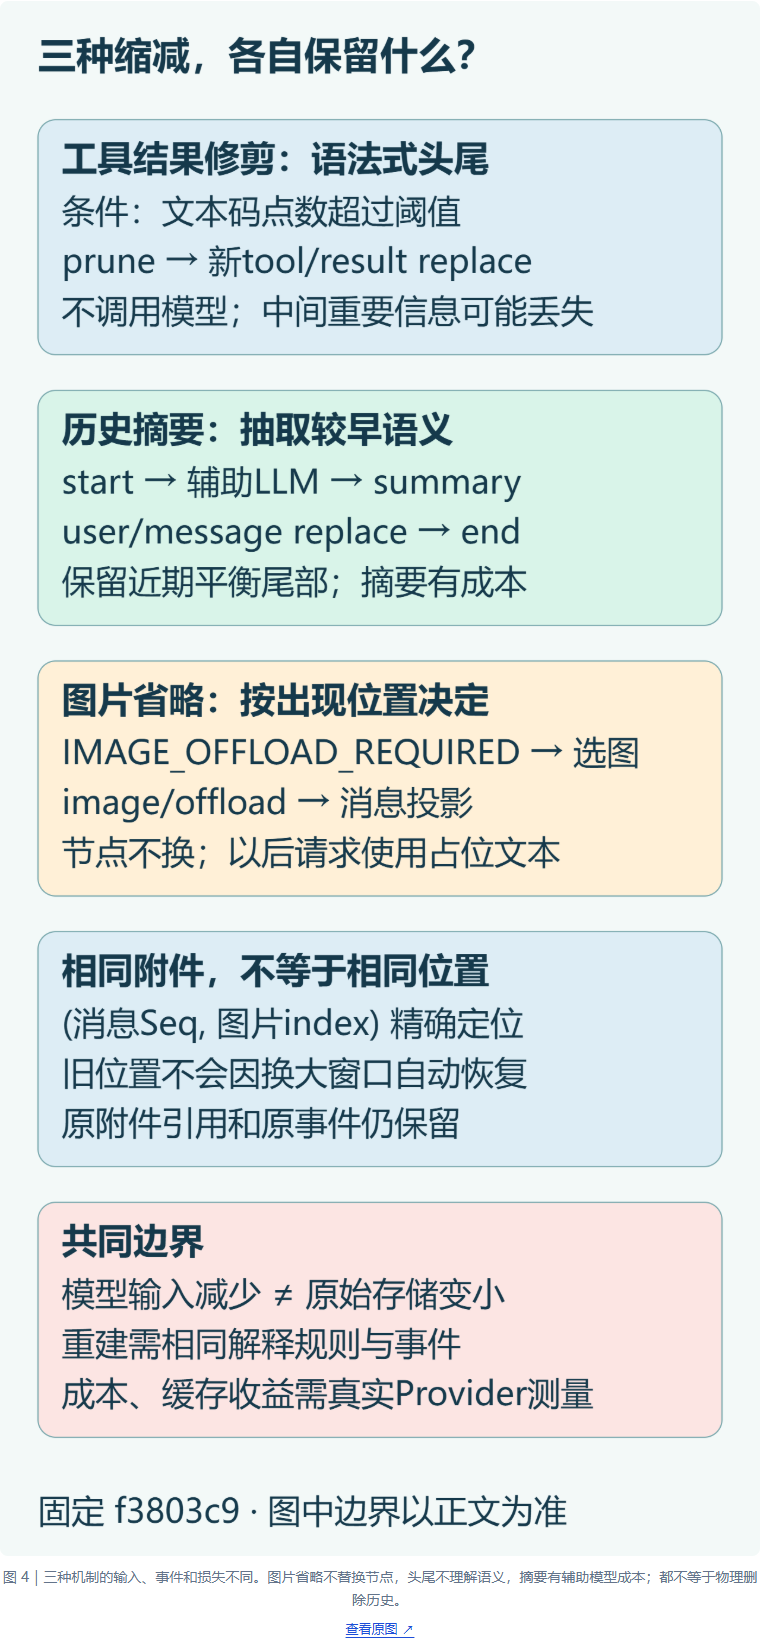 三种缩减，各自保留什么？
工具结果修剪：语法式头尾
条件：文本码点数超过阈值
prune → 新tool/result replace
不调用模型；中间重要信息可能丢失
历史摘要：抽取较早语义
start → 辅助LLM → summary
user/message replace → end
保留近期平衡尾部；摘要有成本
图片省略：按出现位置决定
IMAGE_OFFLOAD_REQUIRED → 选图
image/offload → 消息投影
节点不换；以后请求使用占位文本
相同附件，不等于相同位置
(消息Seq, 图片index) 精确定位
旧位置不会因换大窗口自动恢复
原附件引用和原事件仍保留
共同边界
模型输入减少 ≠ 原始存储变小
重建需相同解释规则与事件
成本、缓存收益需真实Provider测量
固定 f3803c9 · 图中边界以正文为准
图 4｜三种机制的输入、事件和损失不同。图片省略不替换节点，头尾不理解语义，摘要有辅助模型成本；都不等于物理删
除历史。
查看原图 ↗